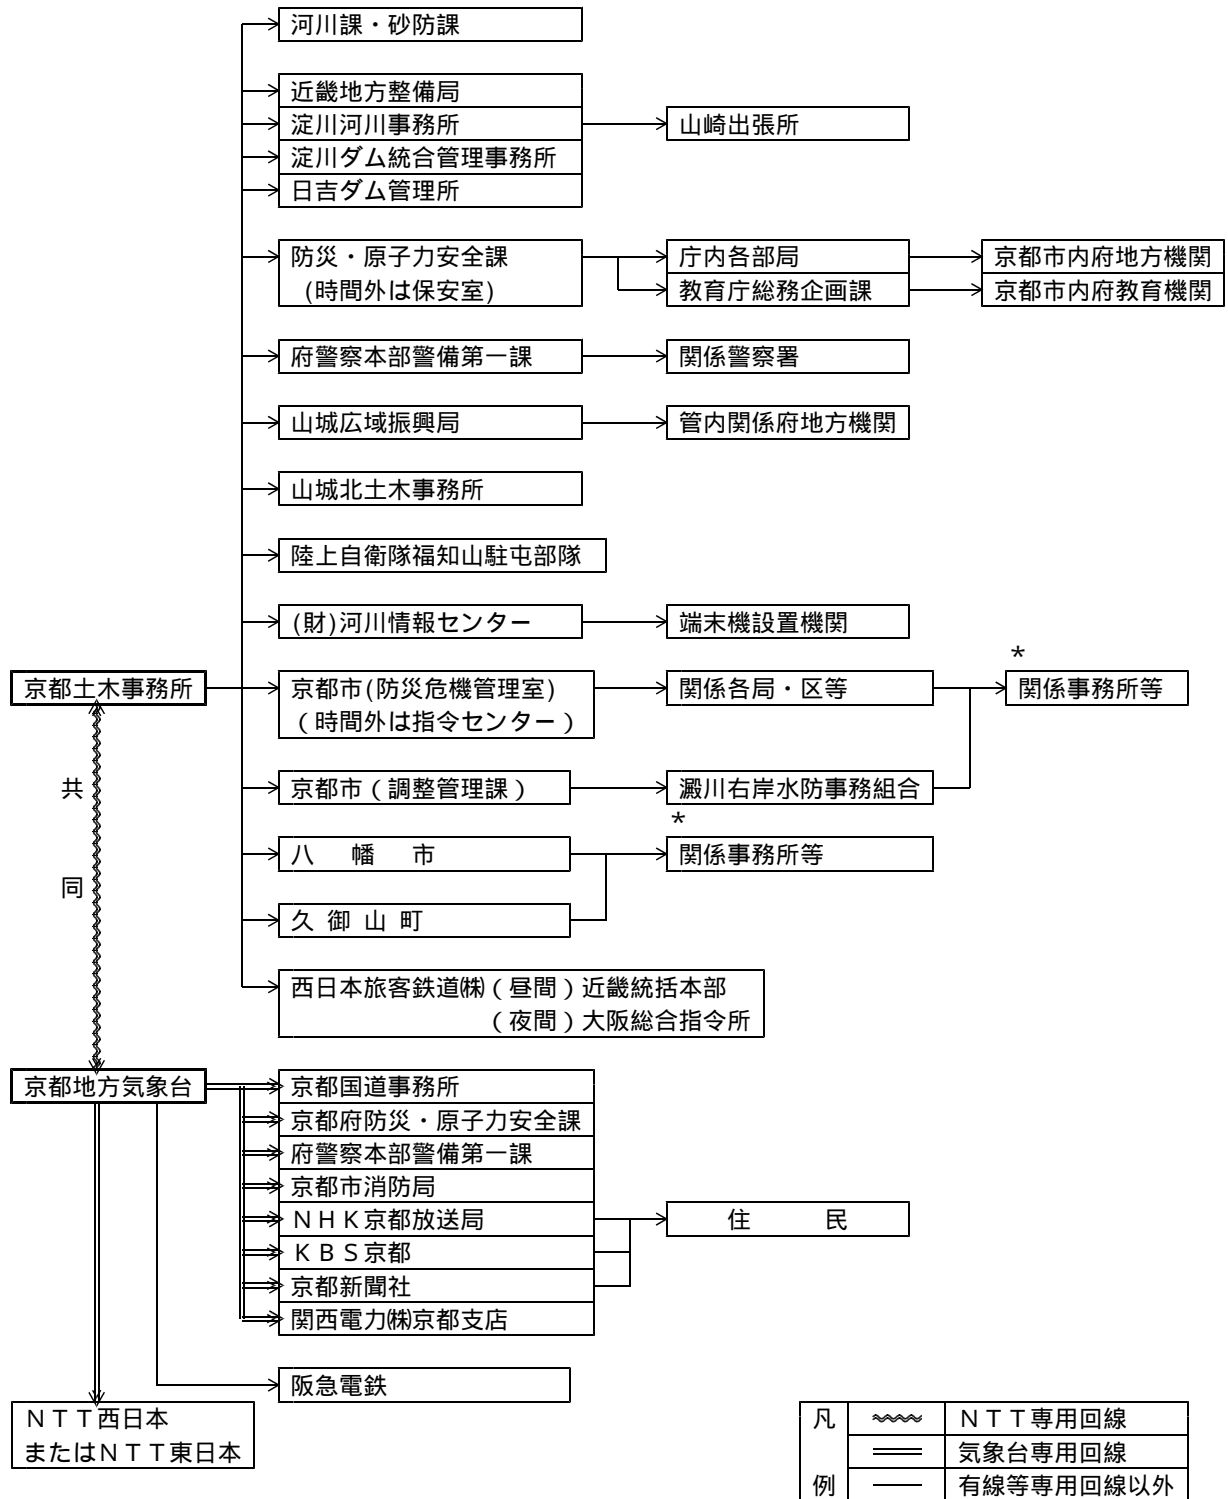 河川課・砂防課
近畿地方整備局
淀川河川事務所
山崎出張所
淀川ダム統合管理事務所
日吉ダム管理所
防災・原子力安全課
(時間外は保安室)
庁内各部局
京都市内府地方機関
教育庁総務企画課
京都市内府教育機関
府警察本部警備第一課
関係警察署
山城広域振興局
管内関係府地方機関
山城北土木事務所
陸上自衛隊福知山駐屯部隊
(財)河川情報センター
端末機設置機関
京都土木事務所
京都市(防災危機管理室)
(時間外は指令センター)
関係各局・区等
*
関係事務所等
共
同
京都市(調整管理課)
澱川右岸水防事務組合
八 幡 市
*
関係事務所等
久 御 山 町
西日本旅客鉄道㈱(昼間)近畿統括本部
(夜間)大阪総合指令所
京都地方気象台
京都国道事務所
京都府防災・原子力安全課
府警察本部警備第一課
京都市消防局
NHK京都放送局
住 民
KBS京都
京都新聞社
関西電力㈱京都支店
阪急電鉄
NTT西日本
またはNTT東日本
凡
例
NTT専用回線
気象台専用回線
有線等専用回線以外